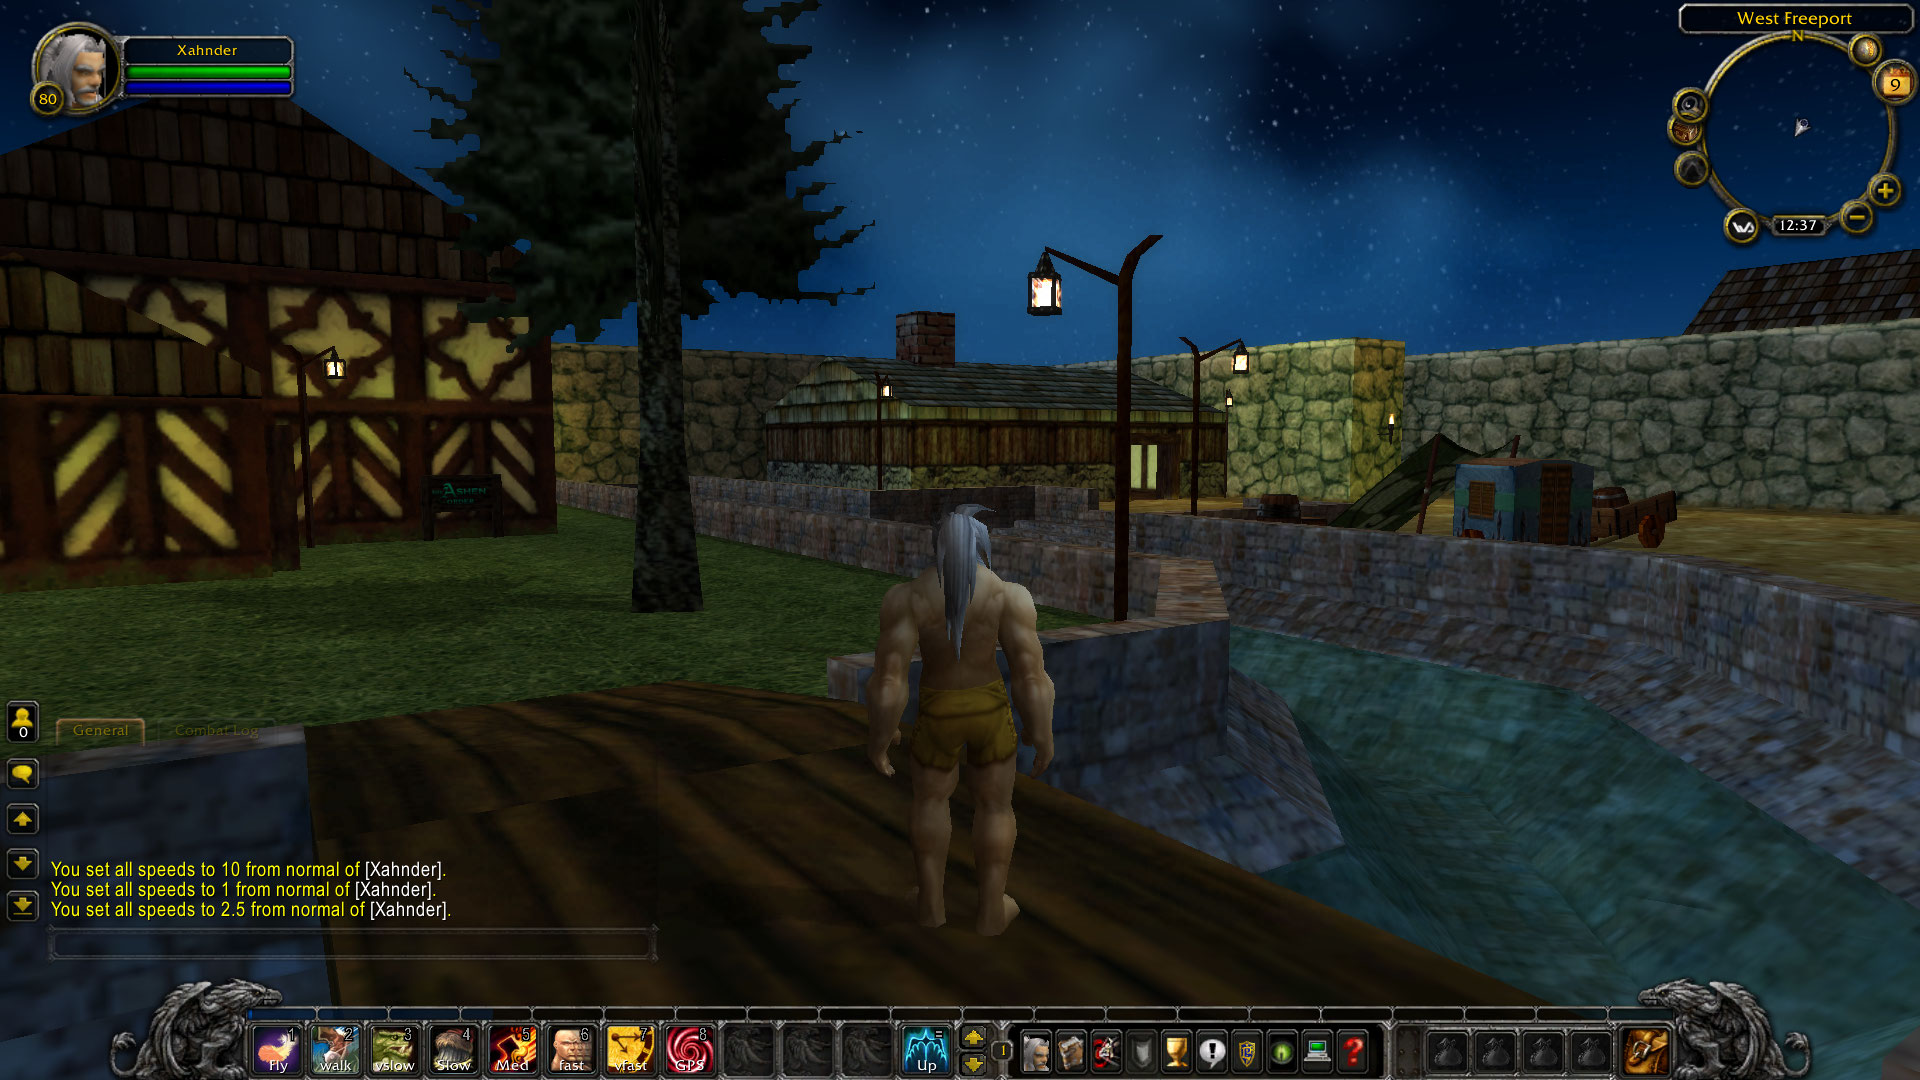 Xahnder
80
West Freeport
N
9
12:37
ASHEN
0
General
Combat Log
You set all speeds to 10 from normal of [Xahnder].
You set all speeds to 1 from normal of [Xahnder].
You set all speeds to 2.5 from normal of [Xahnder].
1 2 3 4 5 6 7 8 =
Fly walk vslow Slow Med fast vfast GPS Up
1